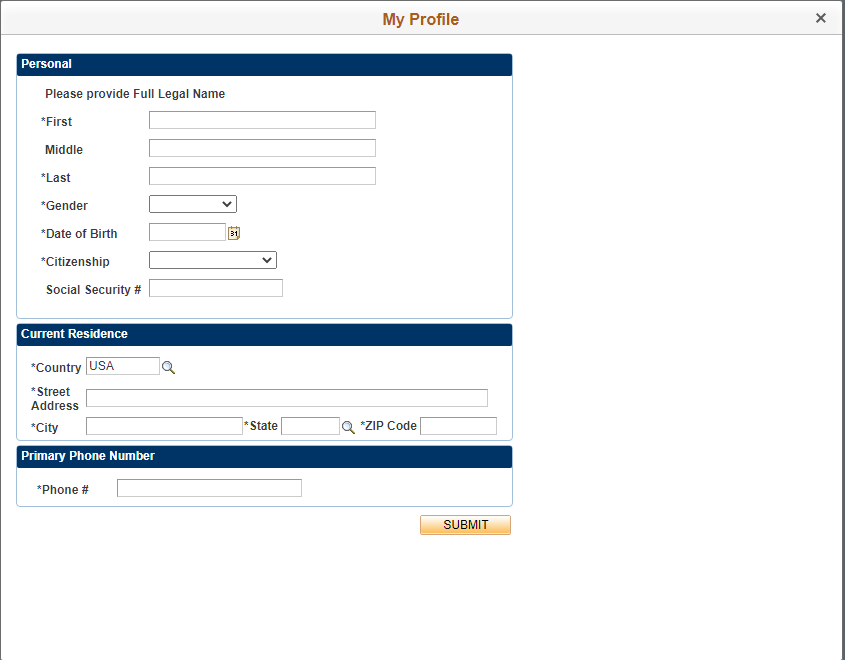 My Profile
Personal
Please provide Full Legal Name
*First
Middle
*Last
*Gender
*Date of Birth 31
*Citizenship
Social Security #
Current Residence
*Country USA
*Street
Address
*City *State *ZIP Code
Primary Phone Number
*Phone #
SUBMIT